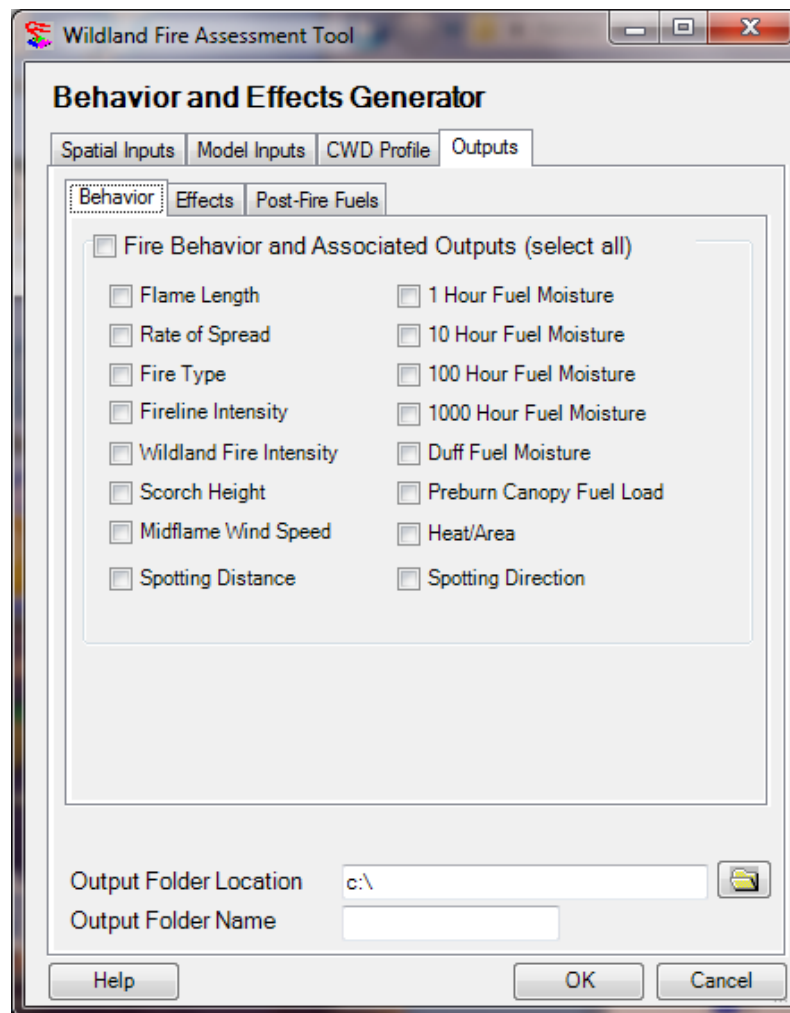 Wildland Fire Assessment Tool
Behavior and Effects Generator
Spatial Inputs Model Inputs CWD Profile Outputs
Behavior Effects Post-Fire Fuels
Fire Behavior and Associated Outputs (select all)
Flame Length 1 Hour Fuel Moisture
Rate of Spread 10 Hour Fuel Moisture
Fire Type 100 Hour Fuel Moisture
Fireline Intensity 1000 Hour Fuel Moisture
Wildland Fire Intensity Duff Fuel Moisture
Scorch Height Preburn Canopy Fuel Load
Midflame Wind Speed Heat/Area
Spotting Distance Spotting Direction
Output Folder Location c:\
Output Folder Name
Help OK Cancel